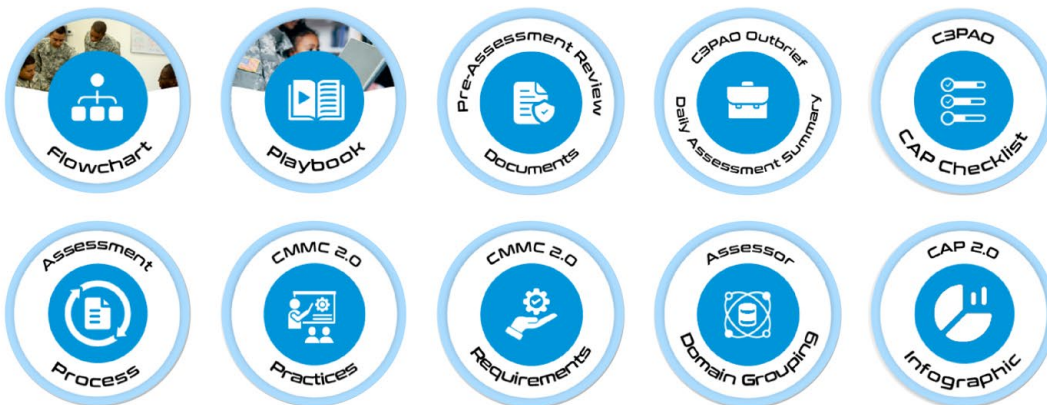 Flowchart
Playbook
Pre-Assessment Review
Documents
C3PAO Outbrief
Daily Assessment Summary
C3PAO
CAP Checklist
Assessment
Process
CMMC 2.0
Practices
CMMC 2.0
Requirements
Assessor
Domain Grouping
CAP 2.0
Infographic